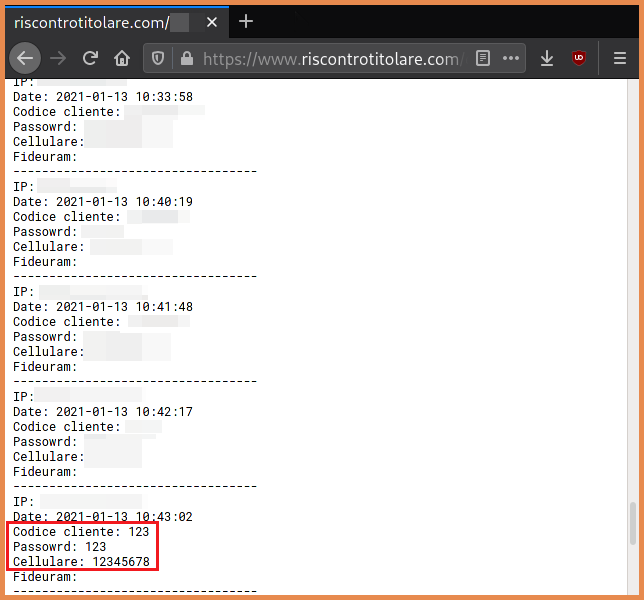 riscontrotitolare.com/
https://www.riscontrotitolare.com/
IP:
Date: 2021-01-13 10:33:58
Codice cliente:
Passowrd:
Cellulare:
Fideuram:
----------------------------------
IP:
Date: 2021-01-13 10:40:19
Codice cliente:
Passowrd:
Cellulare:
Fideuram:
----------------------------------
IP:
Date: 2021-01-13 10:41:48
Codice cliente:
Passowrd:
Cellulare:
Fideuram:
----------------------------------
IP:
Date: 2021-01-13 10:42:17
Codice cliente:
Passowrd:
Cellulare:
Fideuram:
----------------------------------
IP:
Date: 2021-01-13 10:43:02
Codice cliente: 123
Passowrd: 123
Cellulare: 12345678
Fideuram:
----------------------------------